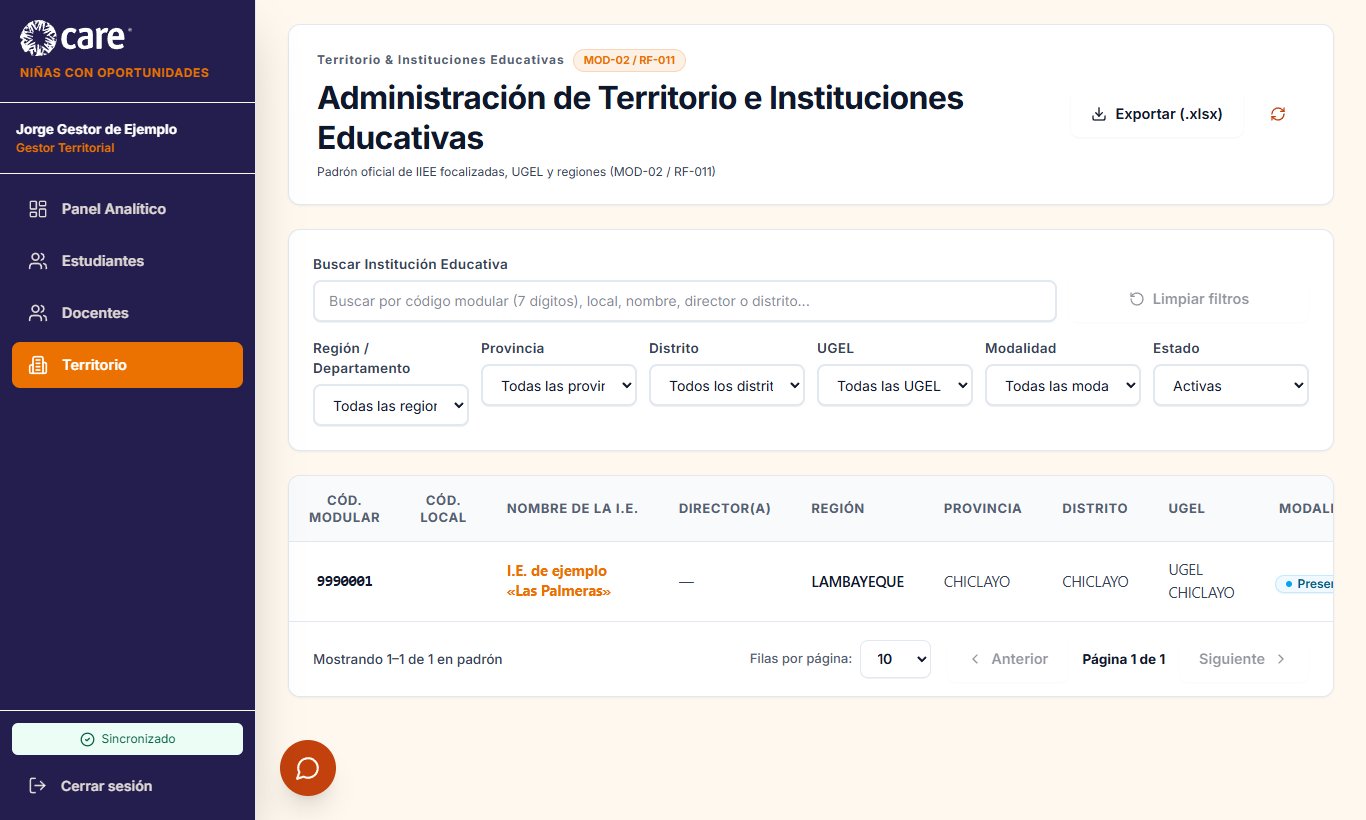 care
NIÑAS CON OPORTUNIDADES
Jorge Gestor de Ejemplo
Gestor Territorial
Panel Analítico
Estudiantes
Docentes
Territorio
Sincronizado
Cerrar sesión
Territorio & Instituciones Educativas MOD-02 / RF-011
Administración de Territorio e Instituciones
Educativas
Padrón oficial de IIEE focalizadas, UGEL y regiones (MOD-02 / RF-011)
Exportar (.xlsx)
Buscar Institución Educativa
Buscar por código modular (7 dígitos), local, nombre, director o distrito...
Limpiar filtros
Región /
Departamento
Provincia
Distrito
UGEL
Modalidad
Estado
Todas las region
Todas las provin
Todos los distrit
Todas las UGEL
Todas las moda
Activas
CÓD.
MODULAR
CÓD.
LOCAL
NOMBRE DE LA I.E.
DIRECTOR(A)
REGIÓN
PROVINCIA
DISTRITO
UGEL
MODALI
9990001
I.E. de ejemplo
«Las Palmeras»
—
LAMBAYEQUE
CHICLAYO
CHICLAYO
UGEL
CHICLAYO
Presen
Mostrando 1–1 de 1 en padrón
Filas por página: 10
Anterior
Página 1 de 1
Siguiente